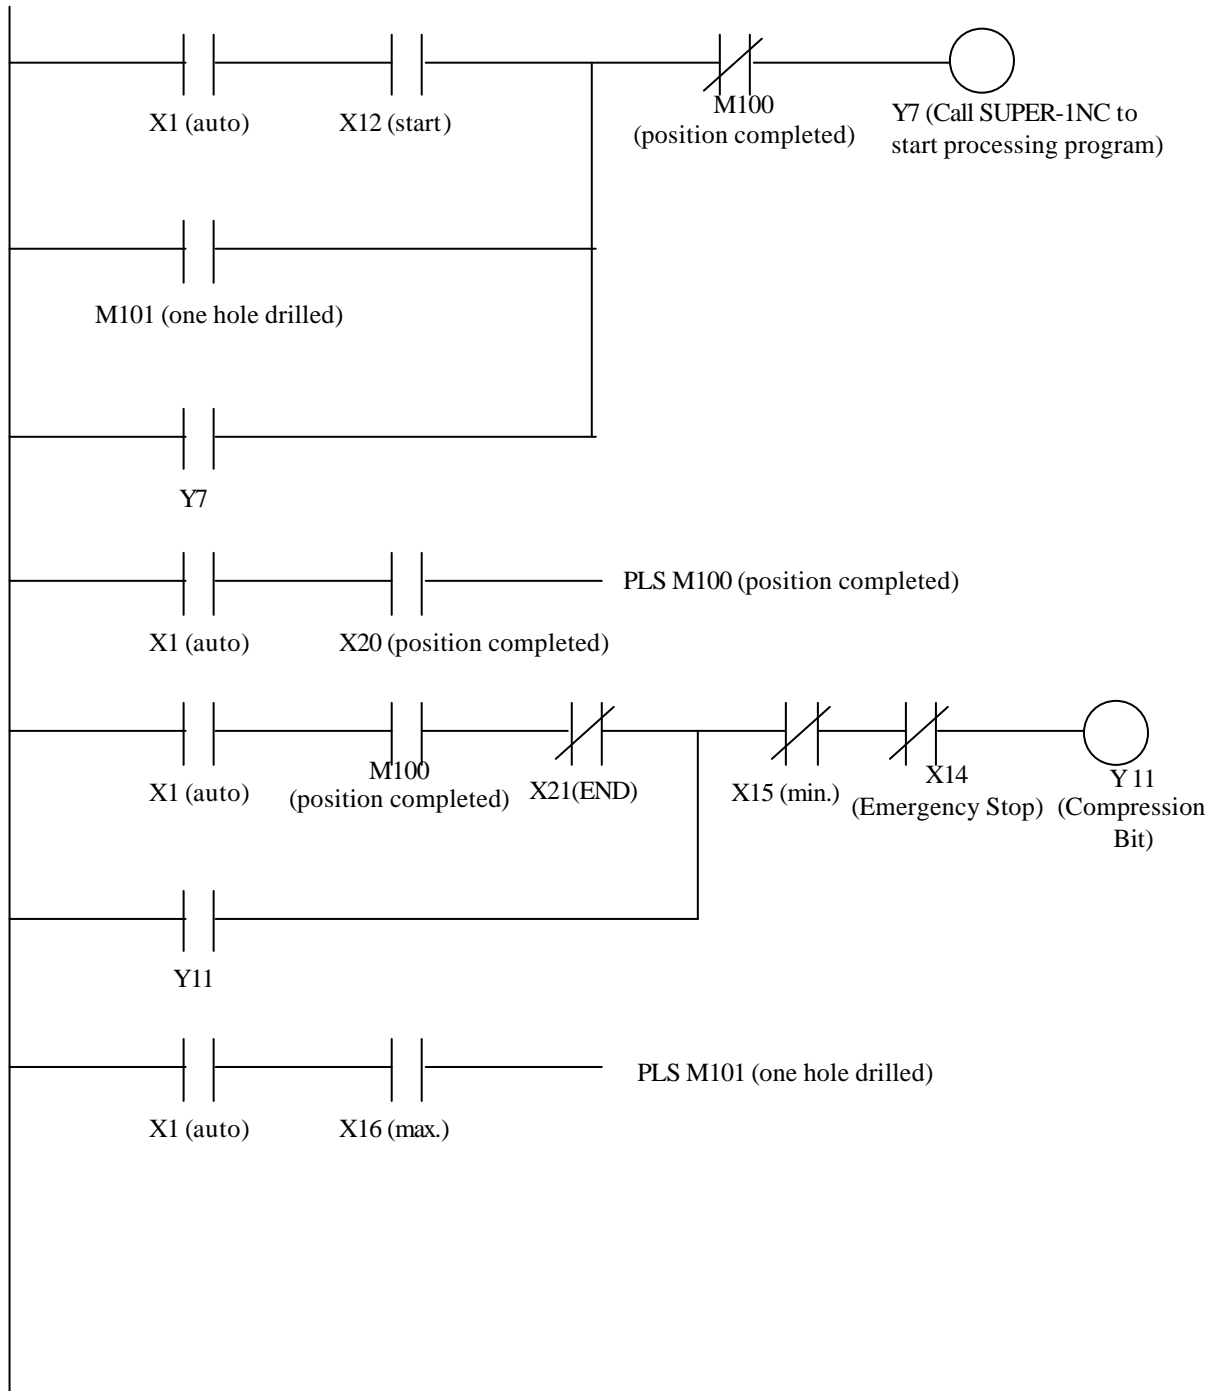 X1 (auto)
X12 (start)
M100
(position completed)
Y7 (Call SUPER-1NC to
start processing program)
M101 (one hole drilled)
Y7
PLS M100 (position completed)
X1 (auto)
X20 (position completed)
X1 (auto)
M100
(position completed)
X21(END)
X15 (min.)
X14
(Emergency Stop)
Y 11
(Compression
Bit)
Y11
PLS M101 (one hole drilled)
X1 (auto)
X16 (max.)